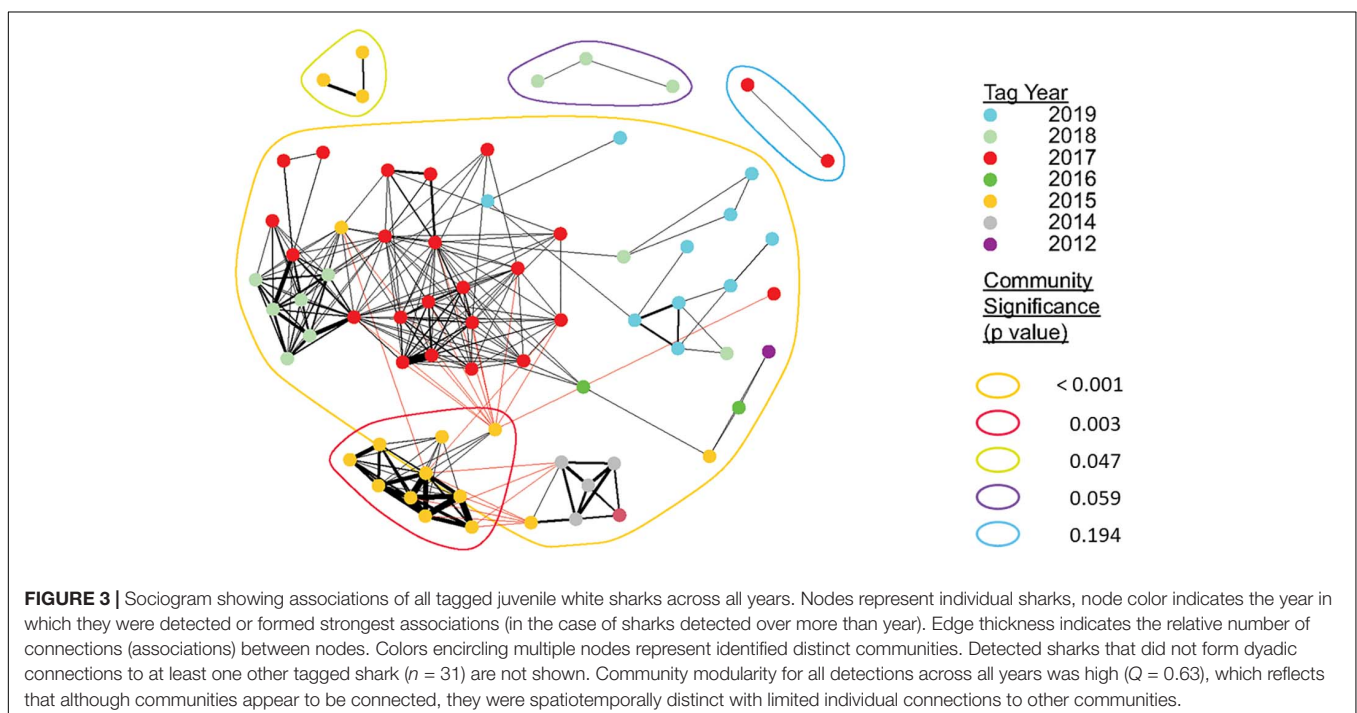 Tag Year
2019
2018
2017
2016
2015
2014
2012
Community
Significance
(p value)
< 0.001
0.003
0.047
0.059
0.194
FIGURE 3 | Sociogram showing associations of all tagged juvenile white sharks across all years. Nodes represent individual sharks, node color indicates the year in
which they were detected or formed strongest associations (in the case of sharks detected over more than year). Edge thickness indicates the relative number of
connections (associations) between nodes. Colors encircling multiple nodes represent identified distinct communities. Detected sharks that did not form dyadic
connections to at least one other tagged shark (n = 31) are not shown. Community modularity for all detections across all years was high (Q = 0.63), which reflects
that although communities appear to be connected, they were spatiotemporally distinct with limited individual connections to other communities.